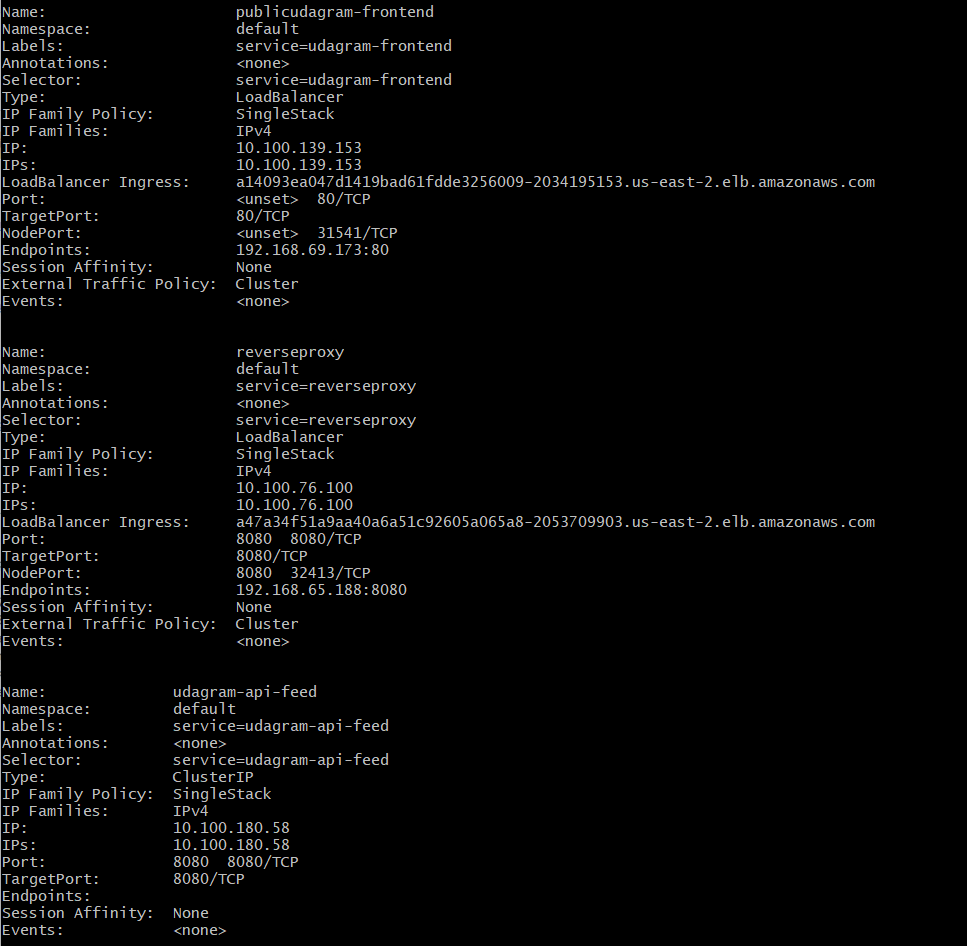 Name:                     publicudagram-frontend
Namespace:                default
Labels:                   service=udagram-frontend
Annotations:              <none>
Selector:                 service=udagram-frontend
Type:                     LoadBalancer
IP Family Policy:         SingleStack
IP Families:              IPv4
IP:                       10.100.139.153
IPs:                      10.100.139.153
LoadBalancer Ingress:     a14093ea047d1419bad61fdde3256009-2034195153.us-east-2.elb.amazonaws.com
Port:                     <unset>  80/TCP
TargetPort:               80/TCP
NodePort:                 <unset>  31541/TCP
Endpoints:                192.168.69.173:80
Session Affinity:         None
External Traffic Policy:  Cluster
Events:                   <none>

Name:                     reverseproxy
Namespace:                default
Labels:                   service=reverseproxy
Annotations:              <none>
Selector:                 service=reverseproxy
Type:                     LoadBalancer
IP Family Policy:         SingleStack
IP Families:              IPv4
IP:                       10.100.76.100
IPs:                      10.100.76.100
LoadBalancer Ingress:     a47a34f51a9aa40a6a51c92605a065a8-2053709903.us-east-2.elb.amazonaws.com
Port:                     8080  8080/TCP
TargetPort:               8080/TCP
NodePort:                 8080  32413/TCP
Endpoints:                192.168.65.188:8080
Session Affinity:         None
External Traffic Policy:  Cluster
Events:                   <none>

Name:              udagram-api-feed
Namespace:         default
Labels:            service=udagram-api-feed
Annotations:       <none>
Selector:          service=udagram-api-feed
Type:              ClusterIP
IP Family Policy:  SingleStack
IP Families:       IPv4
IP:                10.100.180.58
IPs:               10.100.180.58
Port:              8080  8080/TCP
TargetPort:        8080/TCP
Endpoints:
Session Affinity:  None
Events:            <none>